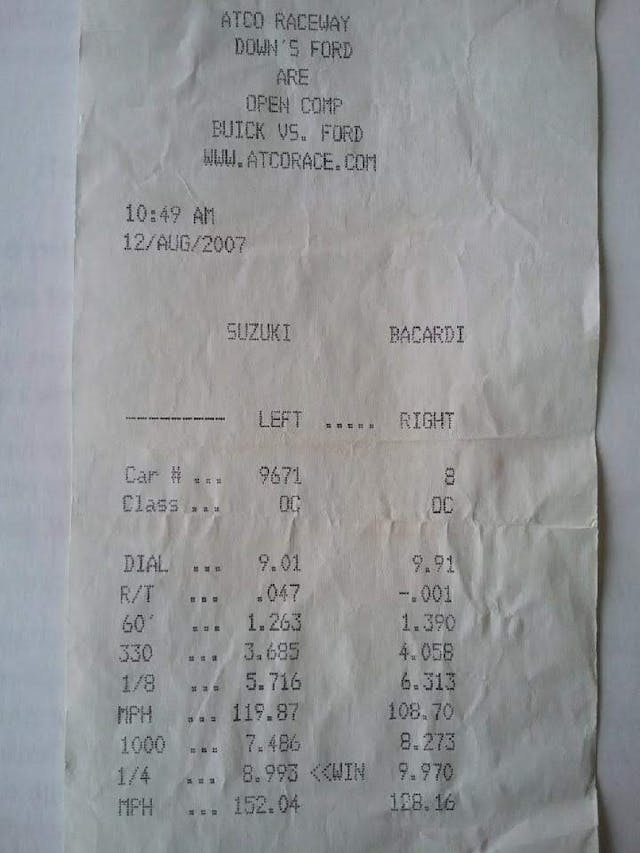 ATCO RACEWAY
DOWN'S FORD
ARE
OPEN COMP
BUICK VS. FORD
WWW.ATCORACE.COM
10:49 AM
12/AUG/2007
SUZUKI BACARDI
--------- LEFT ..... RIGHT
Car # ... 9671 8
Class ... OC OC
DIAL ... 9.01 9.91
R/T ... .047 -.001
60' ... 1.263 1.390
330 ... 3.685 4.058
1/8 ... 5.716 6.313
MPH ... 119.87 108.70
1000 ... 7.486 8.273
1/4 ... 8.993 <<WIN 9.970
MPH ... 152.04 128.16